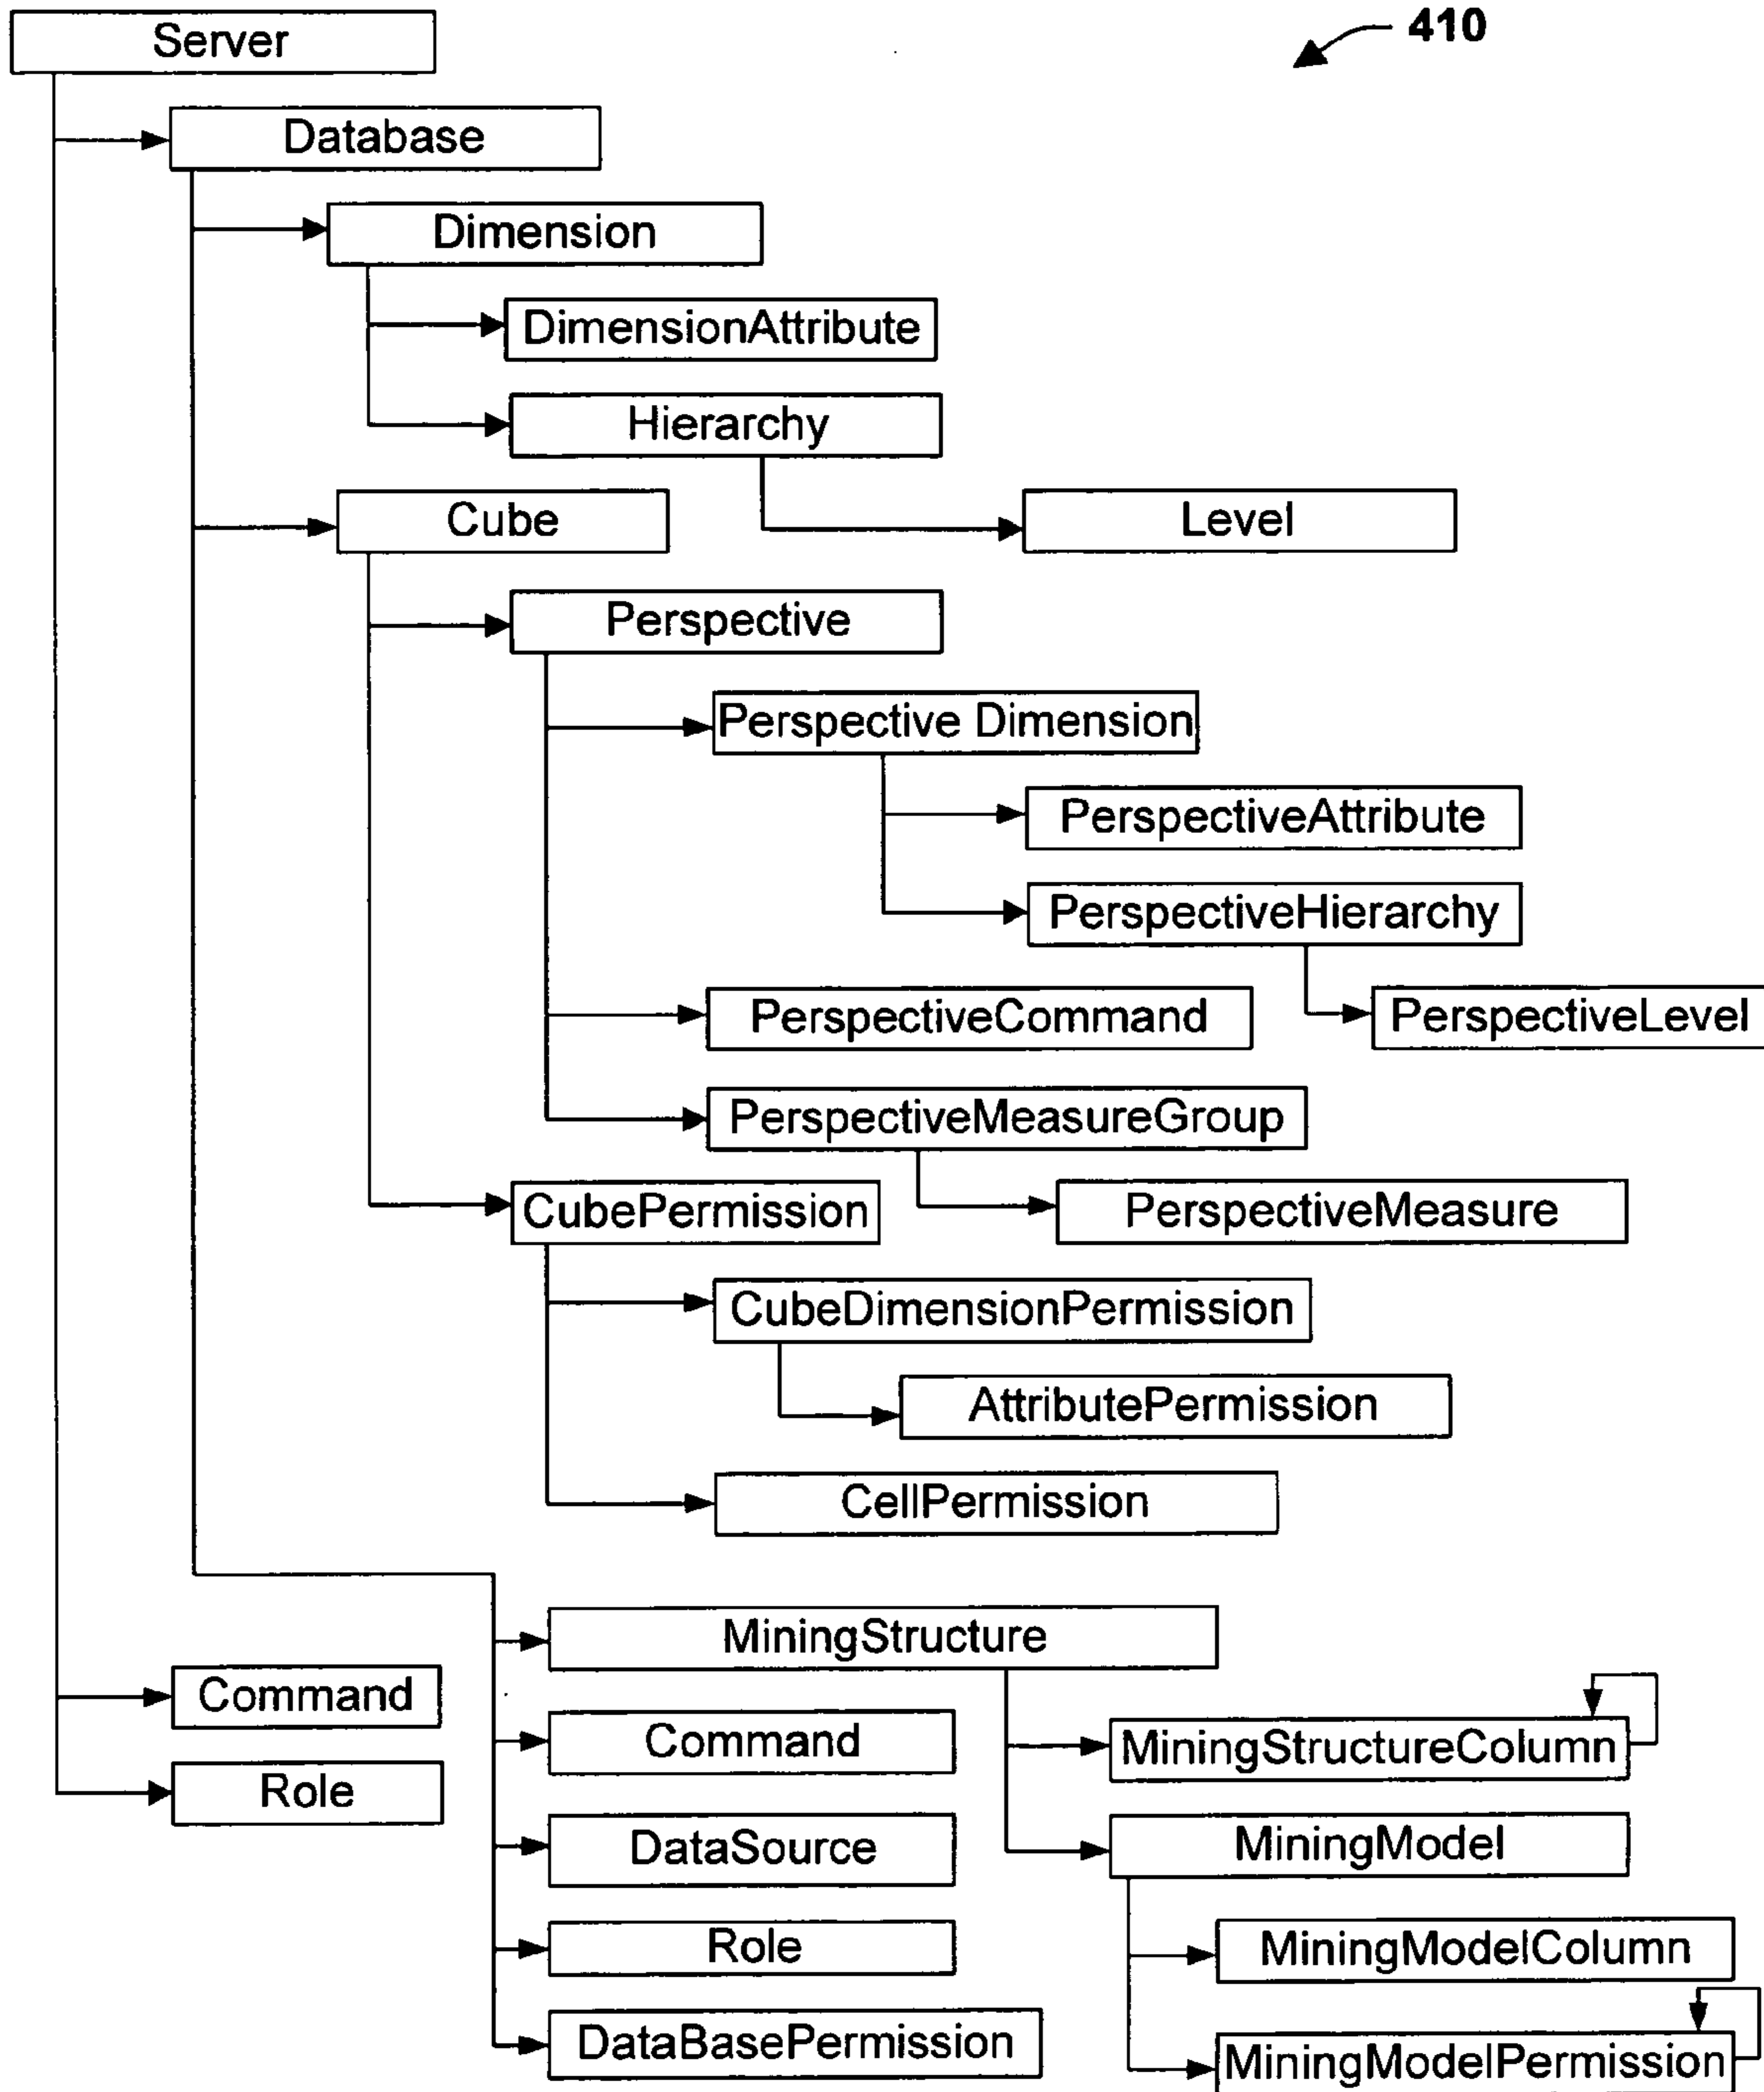 410
Server
Database
Dimension
DimensionAttribute
Hierarchy
Cube
Level
Perspective
Perspective Dimension
PerspectiveAttribute
PerspectiveHierarchy
PerspectiveCommand
PerspectiveLevel
PerspectiveMeasureGroup
CubePermission
PerspectiveMeasure
CubeDimensionPermission
AttributePermission
CellPermission
MiningStructure
Command
Command
MiningStructureColumn
Role
DataSource
MiningModel
Role
MiningModelColumn
DataBasePermission
MiningModelPermission